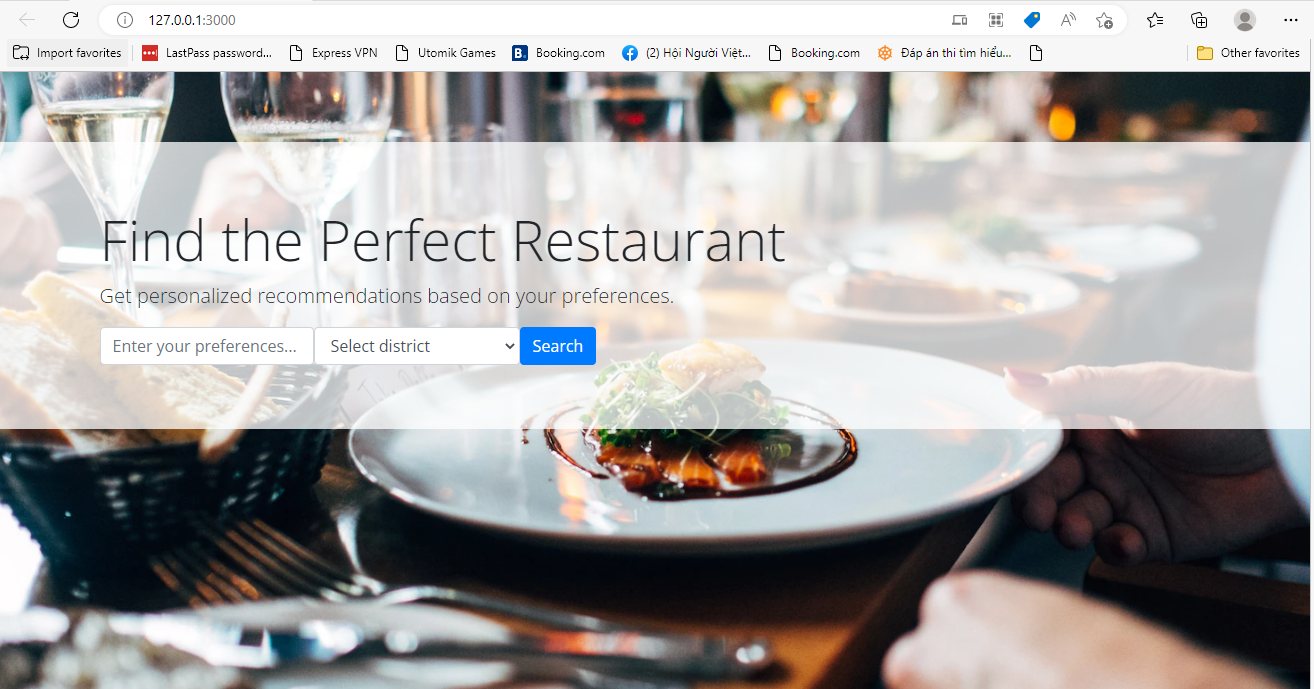 127.0.0.1:3000
Import favorites LastPass password... Express VPN Utomik Games B. Booking.com (2) Hội Người Việt... Booking.com Đáp án thi tìm hiểu... Other favorites
Find the Perfect Restaurant
Get personalized recommendations based on your preferences.
Enter your preferences... Select district Search